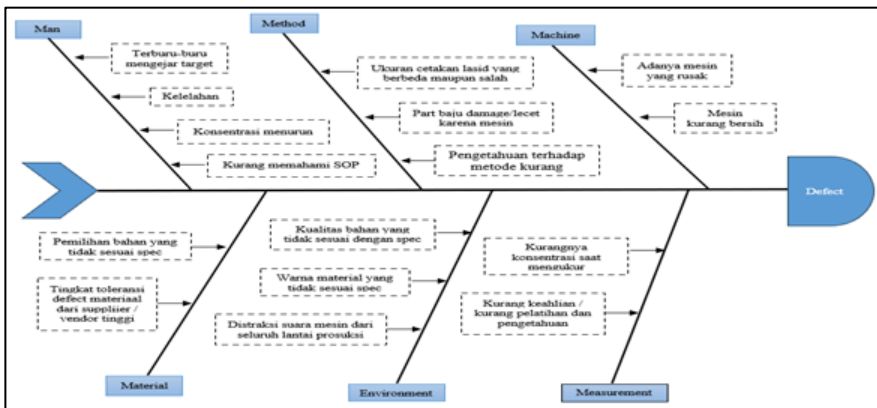 Man
Method
Machine
Terburu-buru
mengejar target
Kelelahan
Konsentrasi menurun
Kurang memahami SOP
Ukuran cetakan lasid yang
berbeda maupun salah
Part baju damage/lecet
karena mesin
Pengetahuan terhadap
metode kurang
Adanya mesin
yang rusak
Mesin
kurang bersih
Defect
Pemilihan bahan yang
tidak sesuai spec
Tingkat toleransi
defect materiaal
dari suppliier /
vendor tinggi
Kualitas bahan yang
tidak sesuai dengan spec
Warna material yang
tidak sesuai spec
Distraksi suara mesin dari
seluruh lantai prosuksi
Kurangnya
konsentrasi saat
mengukur
Kurang keahlian /
kurang pelatihan dan
pengetahuan
Material
Environment
Measurement